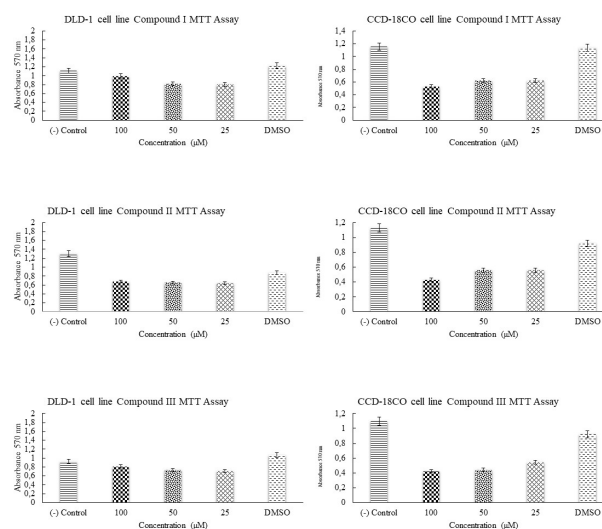 DLD-1 cell line Compound I MTT Assay
Absorbance 570 nm
2
1,8
1,6
1,4
1,2
1
0,8
0,6
0,4
0,2
0
(-) Control 100 50 25 DMSO
Concentration (μM)
CCD-18CO cell line Compound I MTT Assay
Absorbance 570 nm
1,4
1,2
1
0,8
0,6
0,4
0,2
0
(-) Control 100 50 25 DMSO
Concentration (μM)
DLD-1 cell line Compound II MTT Assay
Absorbance 570 nm
2
1,8
1,6
1,4
1,2
1
0,8
0,6
0,4
0,2
0
(-) Control 100 50 25 DMSO
Concentration (μM)
CCD-18CO cell line Compound II MTT Assay
Absorbance 570 nm
1,2
1
0,8
0,6
0,4
0,2
0
(-) Control 100 50 25 DMSO
Concentration (μM)
DLD-1 cell line Compound III MTT Assay
Absorbance 570 nm
2
1,8
1,6
1,4
1,2
1
0,8
0,6
0,4
0,2
0
(-) Control 100 50 25 DMSO
Concentration (μM)
CCD-18CO cell line Compound III MTT Assay
Absorbance 570 nm
1,2
1
0,8
0,6
0,4
0,2
0
(-) Control 100 50 25 DMSO
Concentration (μM)